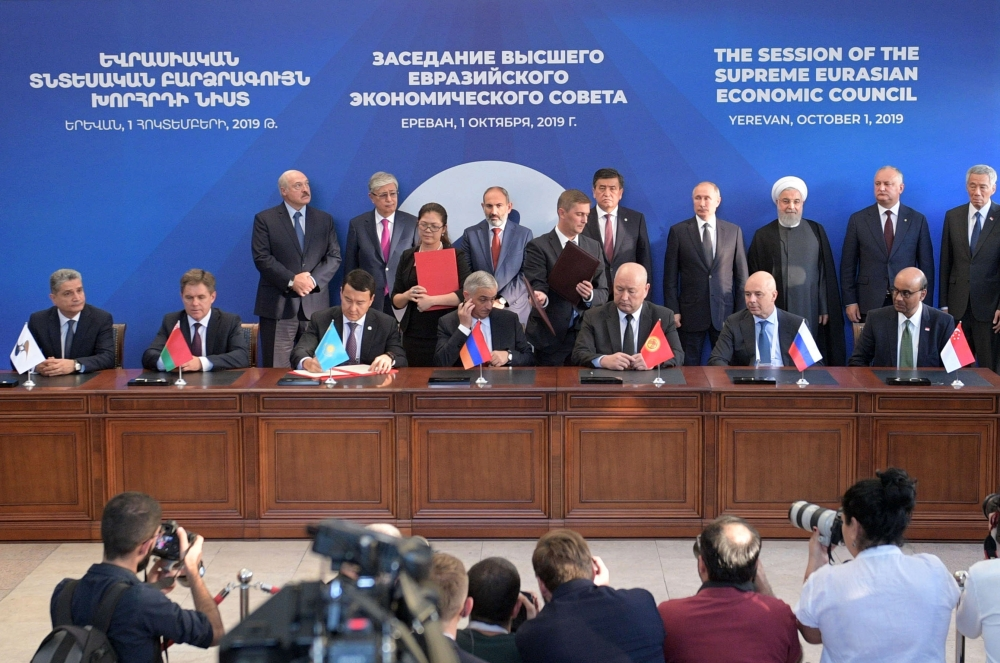 ԵՎՐԱՍԻԱԿԱՆ
ՏՆՏԵՍԱԿԱՆ ԲԱՐՁՐԱԳՈՒՅՆ
ԽՈՐՀՐԴԻ ՆԻՍՏ
ԵՐԵՎԱՆ, 1 ՀՈԿՏԵՄԲԵՐԻ, 2019 Թ.
ЗАСЕДАНИЕ ВЫСШЕГО
ЕВРАЗИЙСКОГО
ЭКОНОМИЧЕСКОГО СОВЕТА
ЕРЕВАН, 1 ОКТЯБРЯ, 2019 Г.
THE SESSION OF THE
SUPREME EURASIAN
ECONOMIC COUNCIL
YEREVAN, OCTOBER 1, 2019